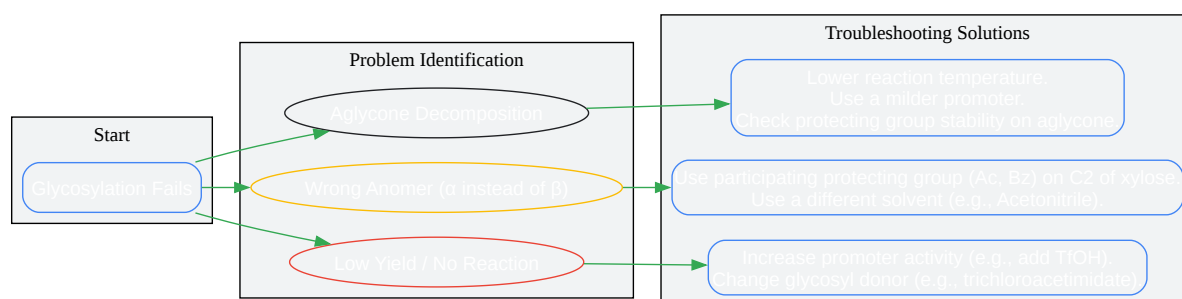 Start
Glycosylation Fails
Problem Identification
Aglycone Decomposition
Wrong Anomer (α instead of β)
Low Yield / No Reaction
Troubleshooting Solutions
Lower reaction temperature.
Use a milder promoter.
Check protecting group stability on aglycone.
Use participating protecting group (Ac, Bz) on C2 of xylose.
Use a different solvent (e.g., Acetonitrile).
Increase promoter activity (e.g., add TfOH).
Change glycosyl donor (e.g., trichloroacetimidate).